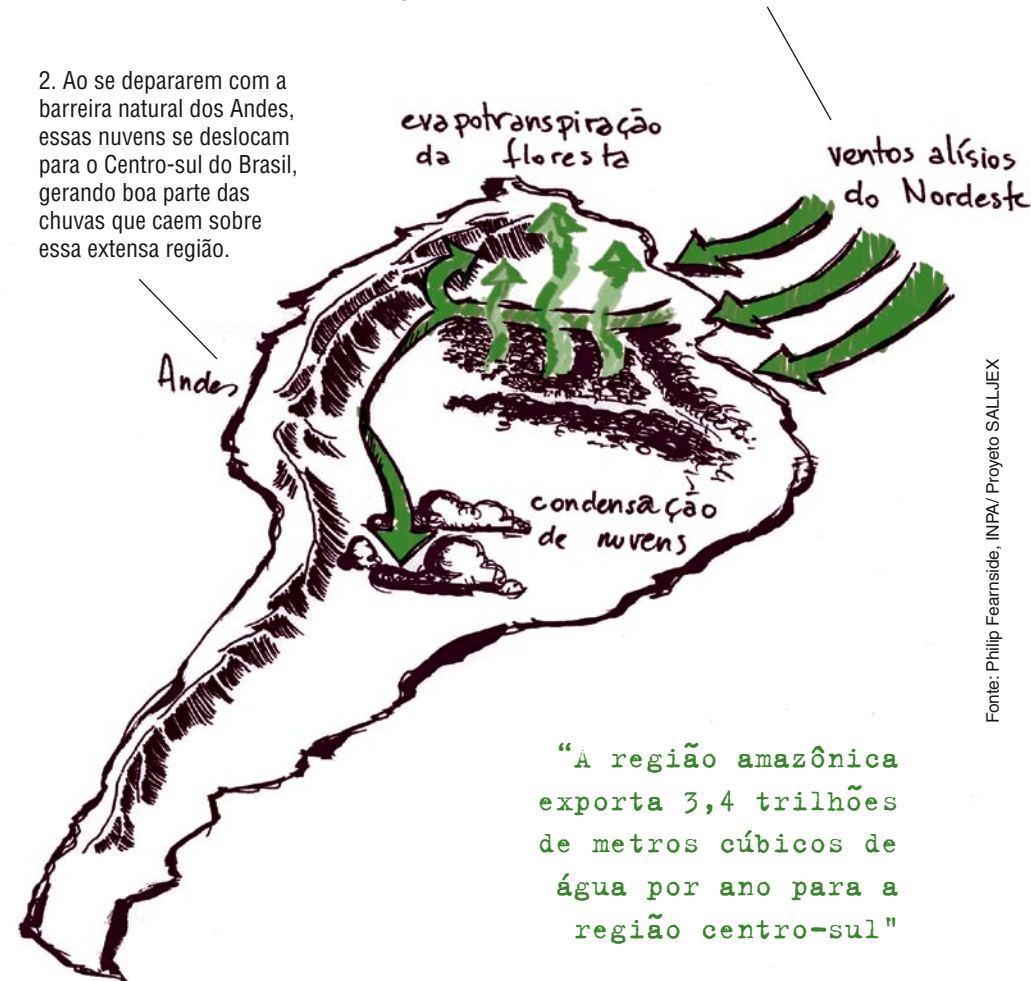 2. Ao se depararem com a
barreira natural dos Andes,
essas nuvens se deslocam
para o Centro-sul do Brasil,
gerando boa parte das
chuvas que caem sobre
essa extensa região.
evapotranspiração
da floresta
ventos alísios
do Nordeste
Andes
condensação
de nuvens
Fonte: Philip Fearnside, INPA/ Proyeto SALLJEX
“A região amazônica
exporta 3,4 trilhões
de metros cúbicos de
água por ano para a
região centro-sul"